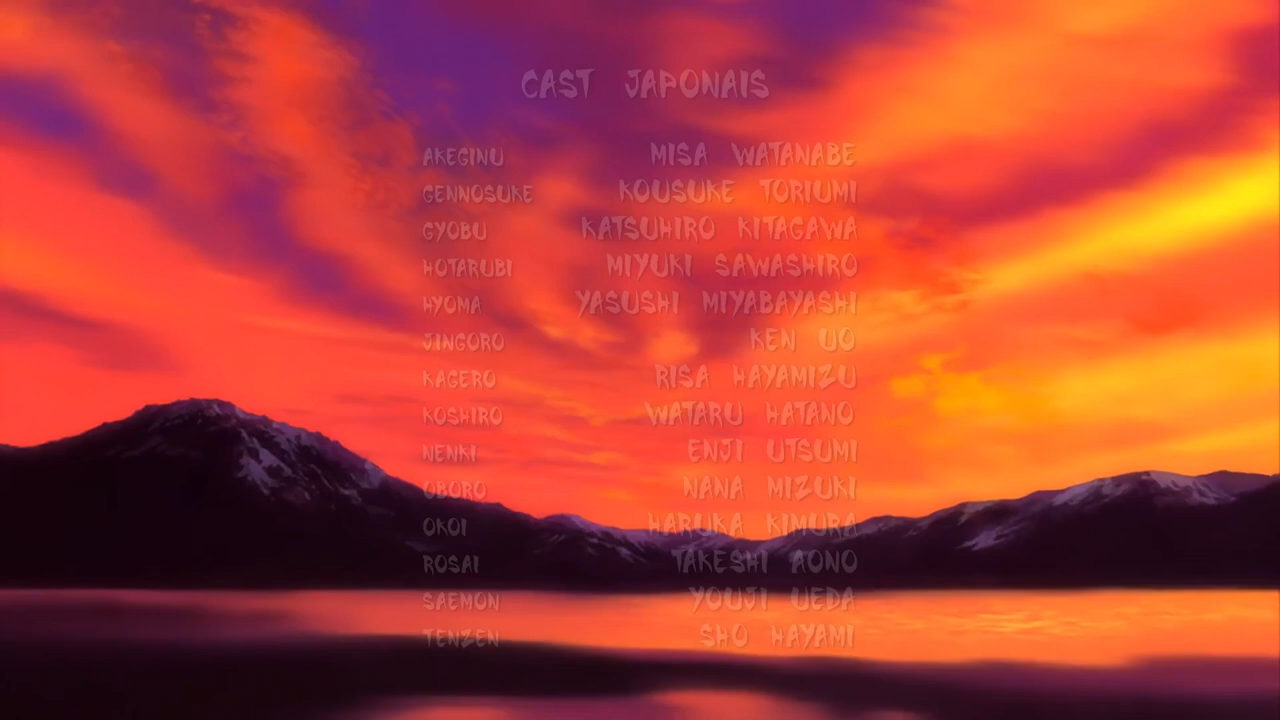 CAST JAPONAIS
AKEGINU MISA WATANABE
GENNOSUKE KOUSUKE TORIUMI
GYOBU KATSUHIRO KITAGAWA
HOTARUBI MIYUKI SAWASHIRO
HYOMA YASUSHI MIYABAYASHI
JINGORO KEN UO
KAGERO RISA HAYAMIZU
KOSHIRO WATARU HATANO
NENKI ENJI UTSUMI
OBORO NANA MIZUKI
OKOI HARUKA KIMURA
ROSAI TAKESHI AONO
SAEMON YOUJI UEDA
TENZEN SHO HAYAMI